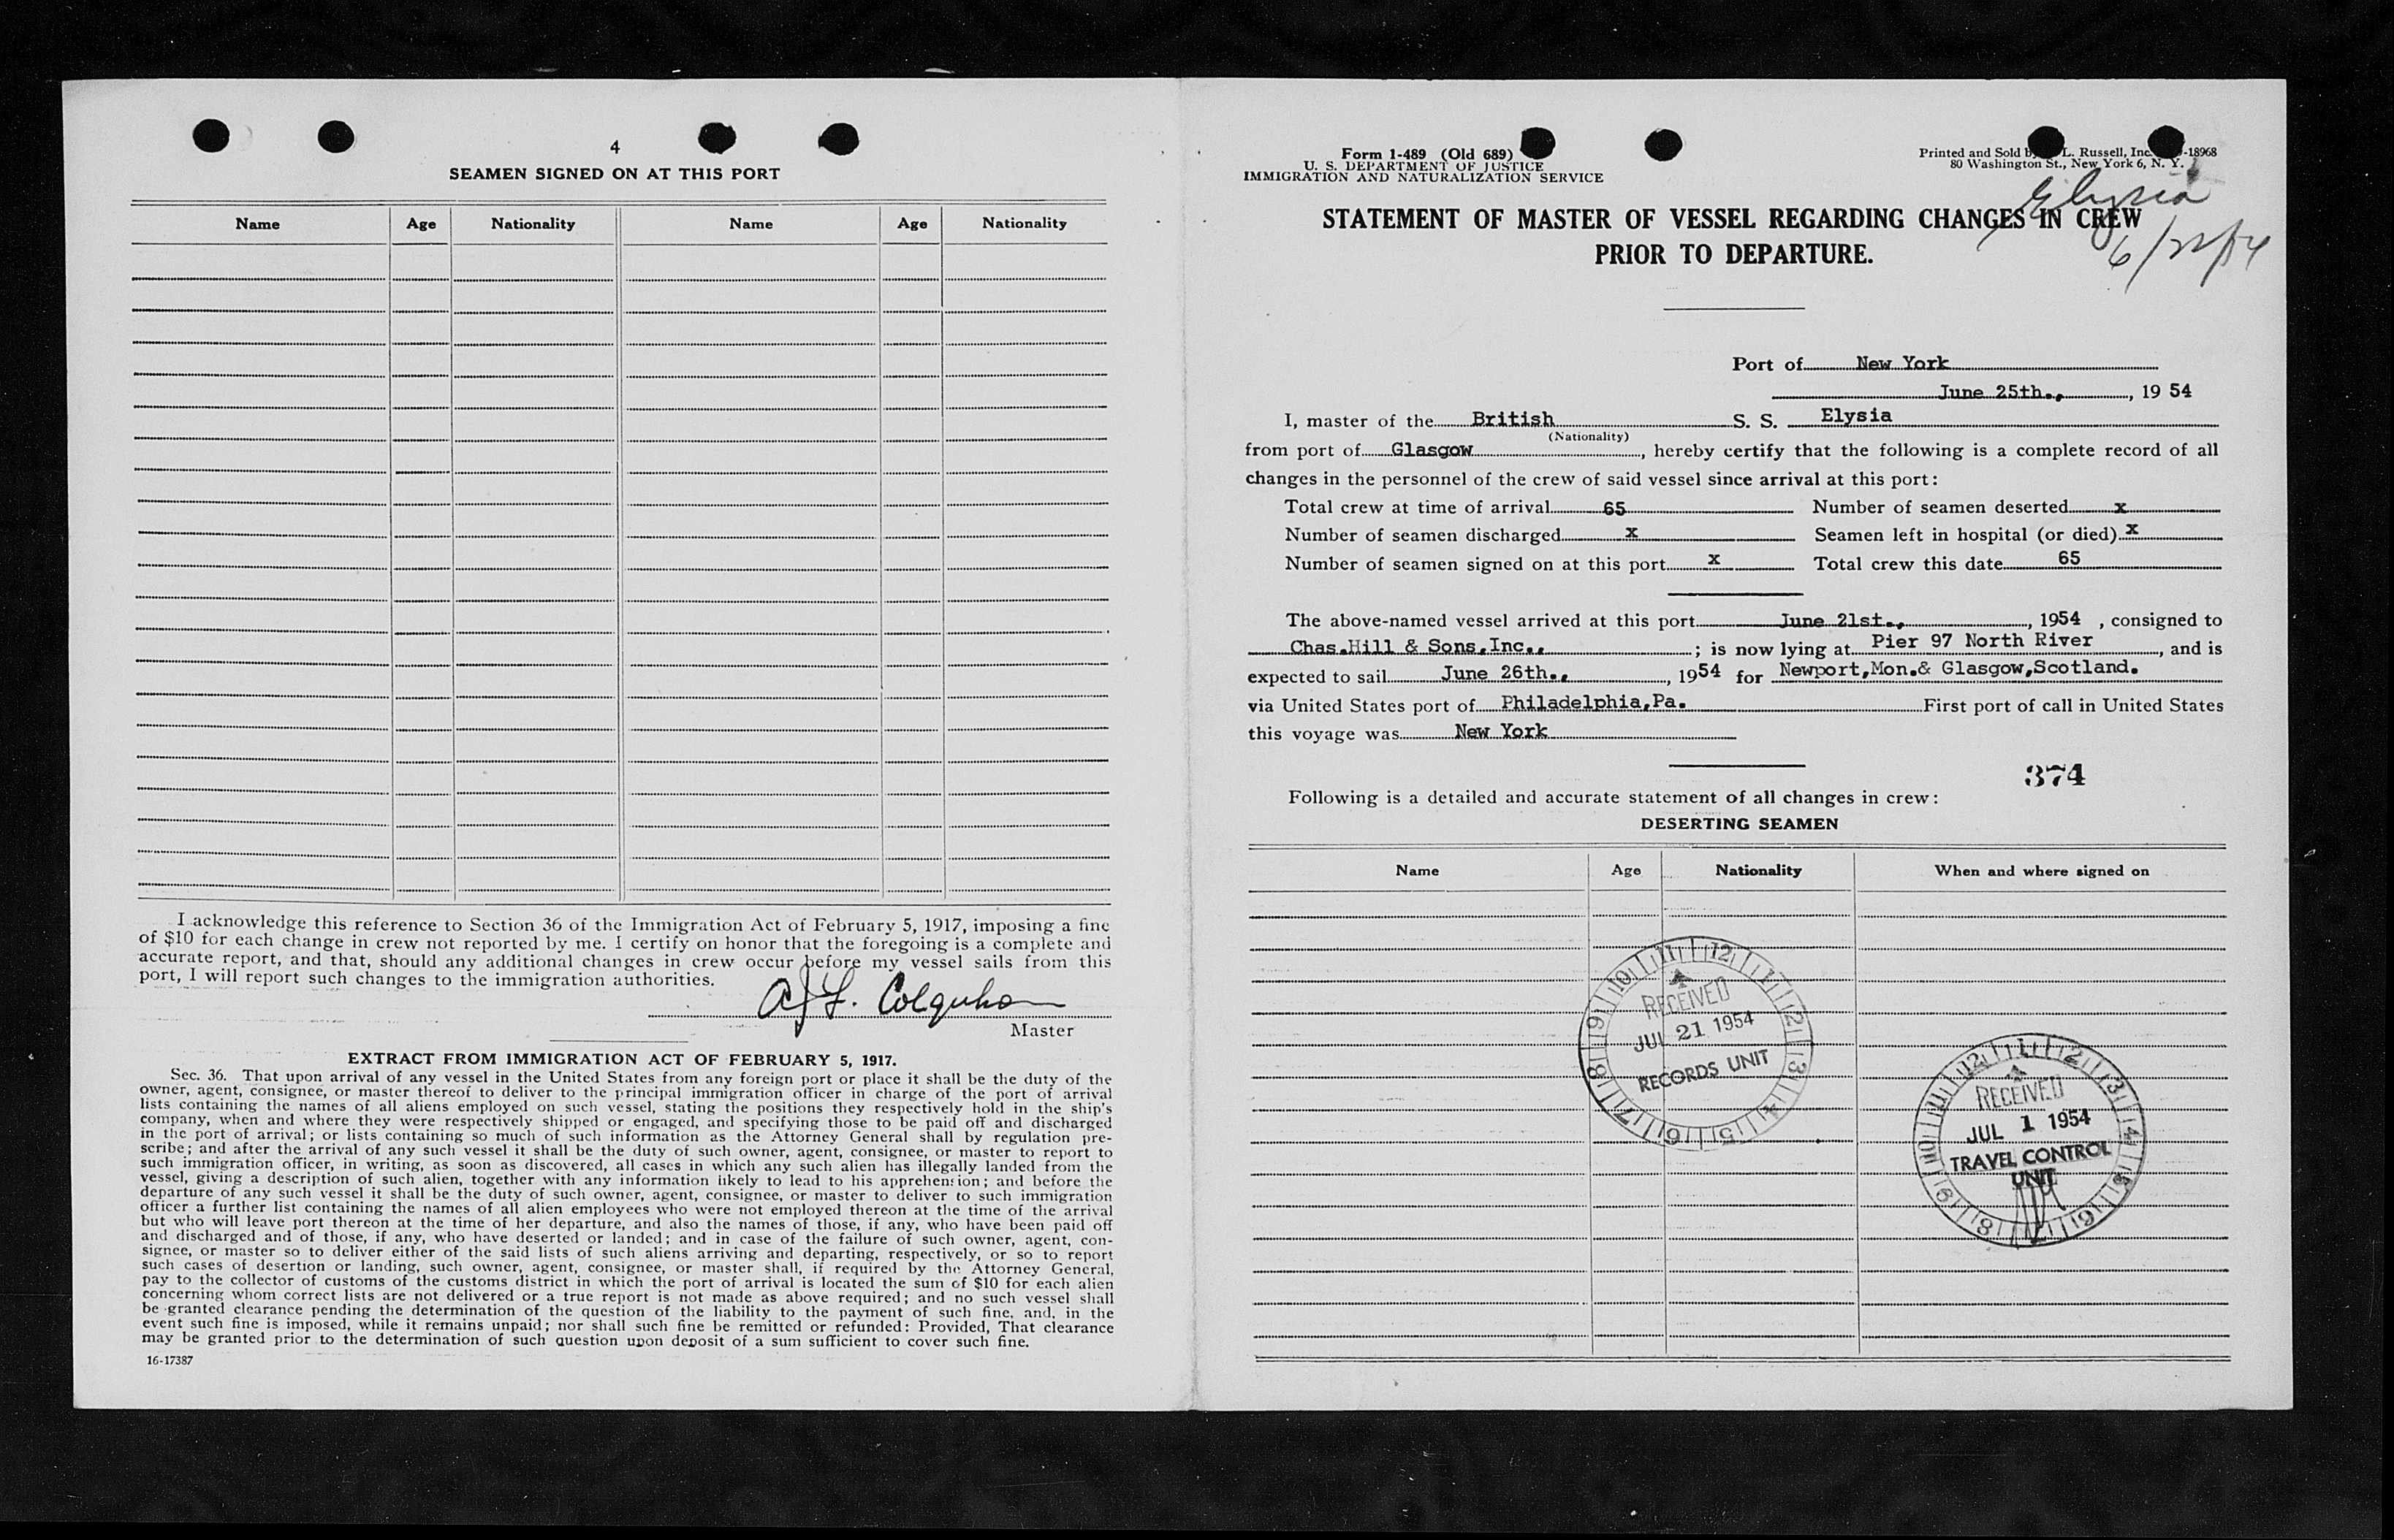 4
SEAMEN SIGNED ON AT THIS PORT
Name Age Nationality Name Age Nationality
I acknowledge this reference to Section 36 of the Immigration Act of February 5, 1917, imposing a fine
of $10 for each change in crew not reported by me. I certify on honor that the foregoing is a complete and
accurate report, and that, should any additional changes in crew occur before my vessel sails from this
port, I will report such changes to the immigration authorities.
Master
EXTRACT FROM IMMIGRATION ACT OF FEBRUARY 5, 1917.
Sec. 36. That upon arrival of any vessel in the United States from any foreign port or place it shall be the duty of the
owner, agent, consignee, or master thereof to deliver to the principal immigration officer in charge of the port of arrival
lists containing the names of all aliens employed on such vessel, stating the positions they respectively hold in the ship's
company, when and where they were respectively shipped or engaged, and specifying those to be paid off and discharged
in the port of arrival; or lists containing so much of such information as the Attorney General shall by regulation pre-
scribe; and after the arrival of any such vessel it shall be the duty of such owner, agent, consignee, or master to report to
such immigration officer, in writing, as soon as discovered, all cases in which any such alien has illegally landed from the
vessel, giving a description of such alien, together with any information likely to lead to his apprehension; and before the
departure of any such vessel it shall be the duty of such owner, agent, consignee, or master to deliver to such immigration
officer a further list containing the names of all alien employees who were not employed thereon at the time of the arrival
but who will leave port thereon at the time of her departure, and also the names of those, if any, who have been paid off
and discharged and of those, if any, who have deserted or landed; and in case of the failure of such owner, agent, con-
signee, or master so to deliver either of the said lists of such aliens arriving and departing, respectively, or so to report
such cases of desertion or landing, such owner, agent, consignee, or master shall, if required by the Attorney General,
pay to the collector of customs of the customs district in which the port of arrival is located the sum of $10 for each alien
concerning whom correct lists are not delivered or a true report is not made as above required; and no such vessel shall
be granted clearance pending the determination of the question of the liability to the payment of such fine, and, in the
event such fine is imposed, while it remains unpaid; nor shall such fine be remitted or refunded: Provided, That clearance
may be granted prior to the determination of such question upon deposit of a sum sufficient to cover such fine.
16-17387
Form 1-489 (Old 689)
U. S. DEPARTMENT OF JUSTICE
IMMIGRATION AND NATURALIZATION SERVICE
Printed and Sold L. Russell, Inc. -18968
80 Washington St., New York 6, N. Y.
Elysia
STATEMENT OF MASTER OF VESSEL REGARDING CHANGES IN CREW
PRIOR TO DEPARTURE.
Port of New York
June 25th., , 19 54
I, master of the British S. S. Elysia
(Nationality)
from port of Glasgow , hereby certify that the following is a complete record of all
changes in the personnel of the crew of said vessel since arrival at this port:
Total crew at time of arrival 65 Number of seamen deserted x
Number of seamen discharged x Seamen left in hospital (or died) x
Number of seamen signed on at this port x Total crew this date 65
The above-named vessel arrived at this port June 21st., , 1954 , consigned to
Chas.Hill & Sons,Inc., ; is now lying at Pier 97 North River , and is
expected to sail June 26th., , 1954 for Newport,Mon.& Glasgow,Scotland.
via United States port of Philadelphia,Pa. First port of call in United States
this voyage was New York
374
Following is a detailed and accurate statement of all changes in crew:
DESERTING SEAMEN
Name Age Nationality When and where signed on
12 1 2 3 4 5 6 7 8 9 10 11
RECEIVED
JUL 21 1954
RECORDS UNIT
12 1 2 3 4 5 6 7 8 9 10 11
RECEIVED
JUL 1 1954
TRAVEL CONTROL
UNIT